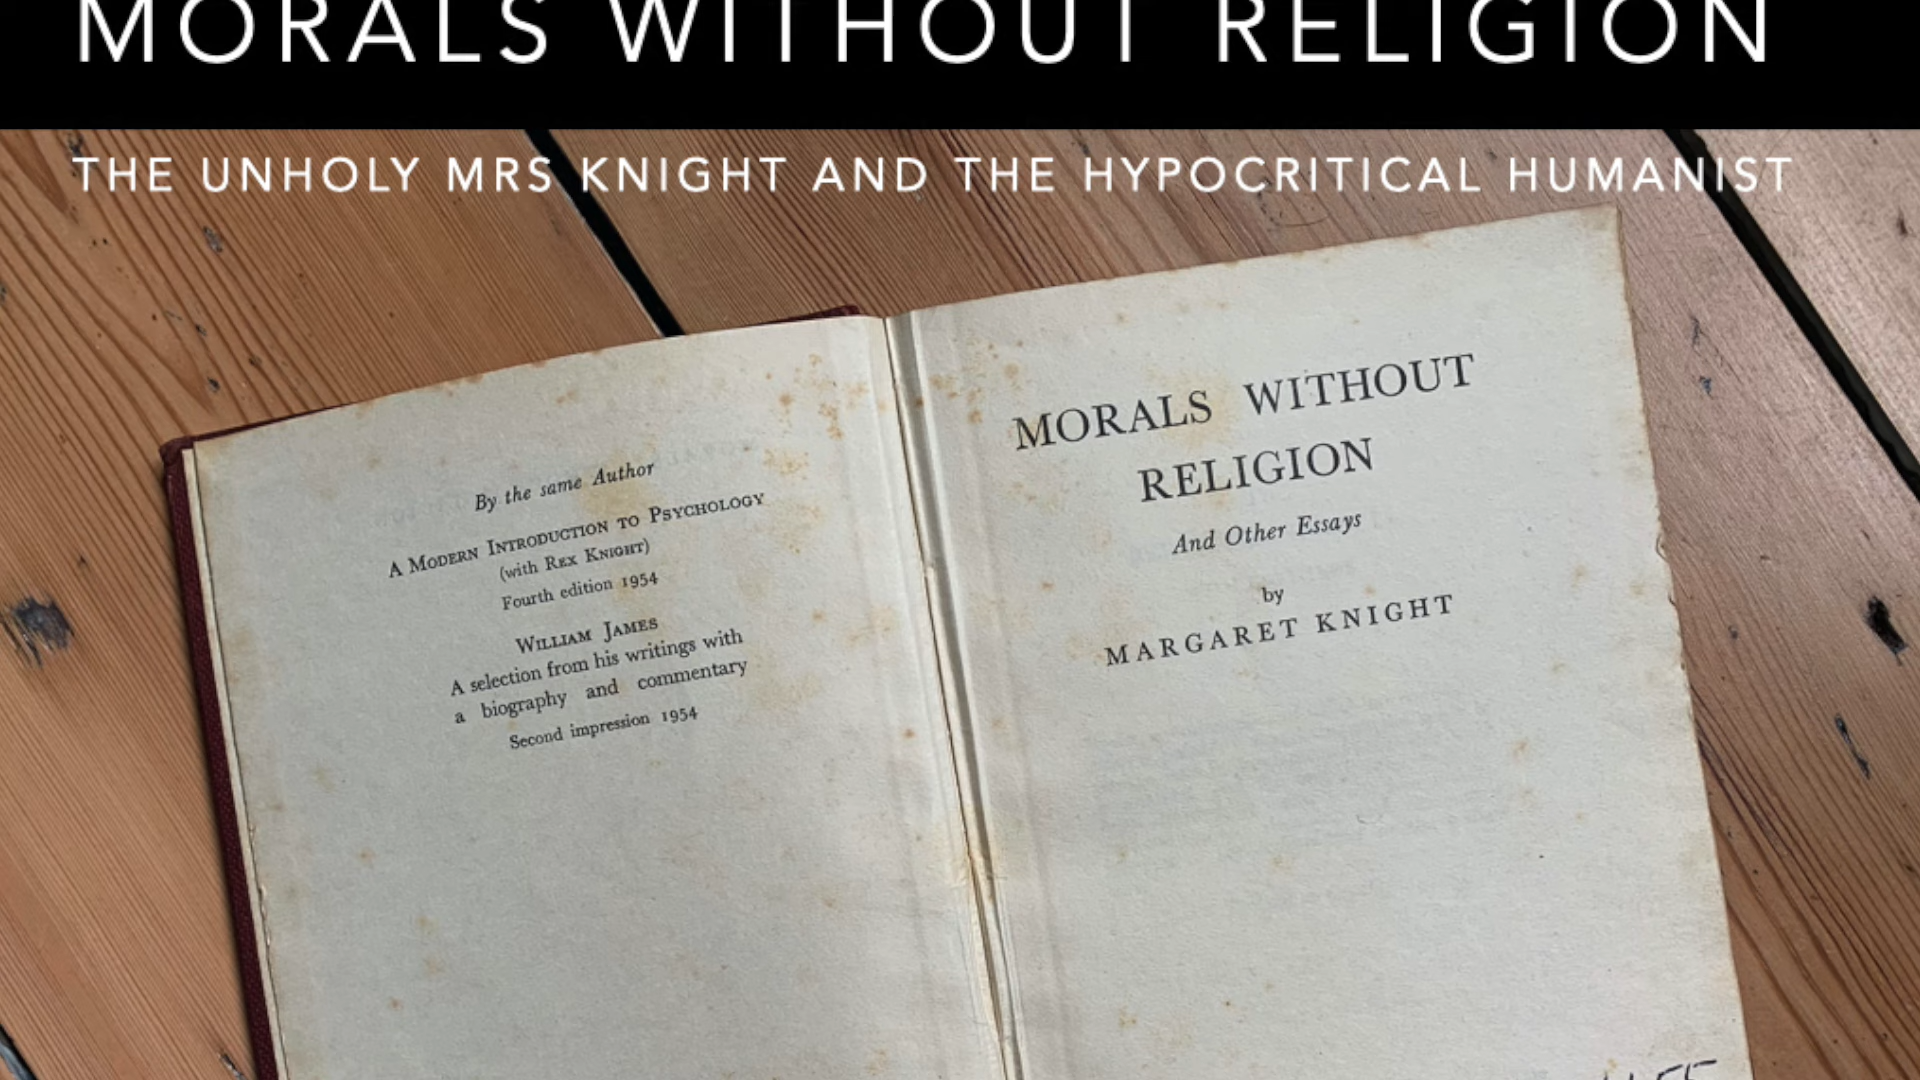 MORALS WITHOUT RELIGION
THE UNHOLY MRS KNIGHT AND THE HYPOCRITICAL HUMANIST
By the same Author
A MODERN INTRODUCTION TO PSYCHOLOGY
(with REX KNIGHT)
Fourth edition 1954
WILLIAM JAMES
A selection from his writings with
a biography and commentary
Second impression 1954
MORALS WITHOUT
RELIGION
And Other Essays
by
MARGARET KNIGHT